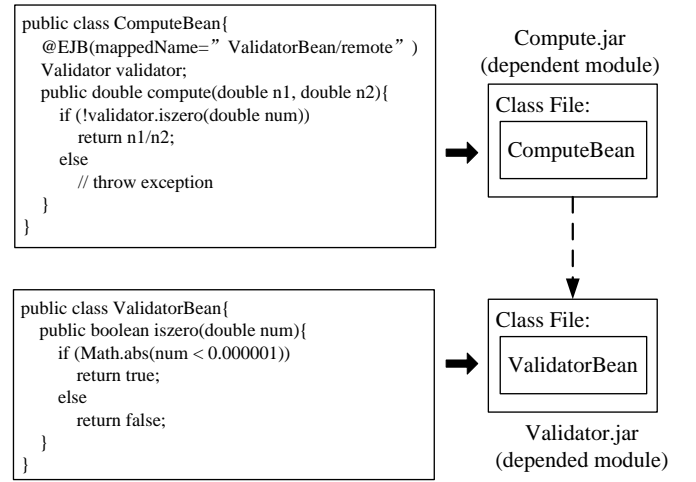 public class ComputeBean{
@EJB(mappedName=” ValidatorBean/remote” )
Validator validator;
public double compute(double n1, double n2){
if (!validator.iszero(double num))
return n1/n2;
else
// throw exception
}
}
Compute.jar
(dependent module)
Class File:
ComputeBean
public class ValidatorBean{
public boolean iszero(double num){
if (Math.abs(num < 0.000001))
return true;
else
return false;
}
}
Class File:
ValidatorBean
Validator.jar
(depended module)